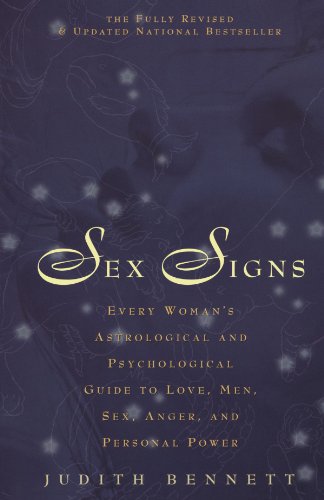 THE FULLY REVISED
& UPDATED NATIONAL BESTSELLER
SEX SIGNS
EVERY WOMAN'S
ASTROLOGICAL AND
PSYCHOLOGICAL
GUIDE TO LOVE, MEN,
SEX, ANGER, AND
PERSONAL POWER
JUDITH BENNETT